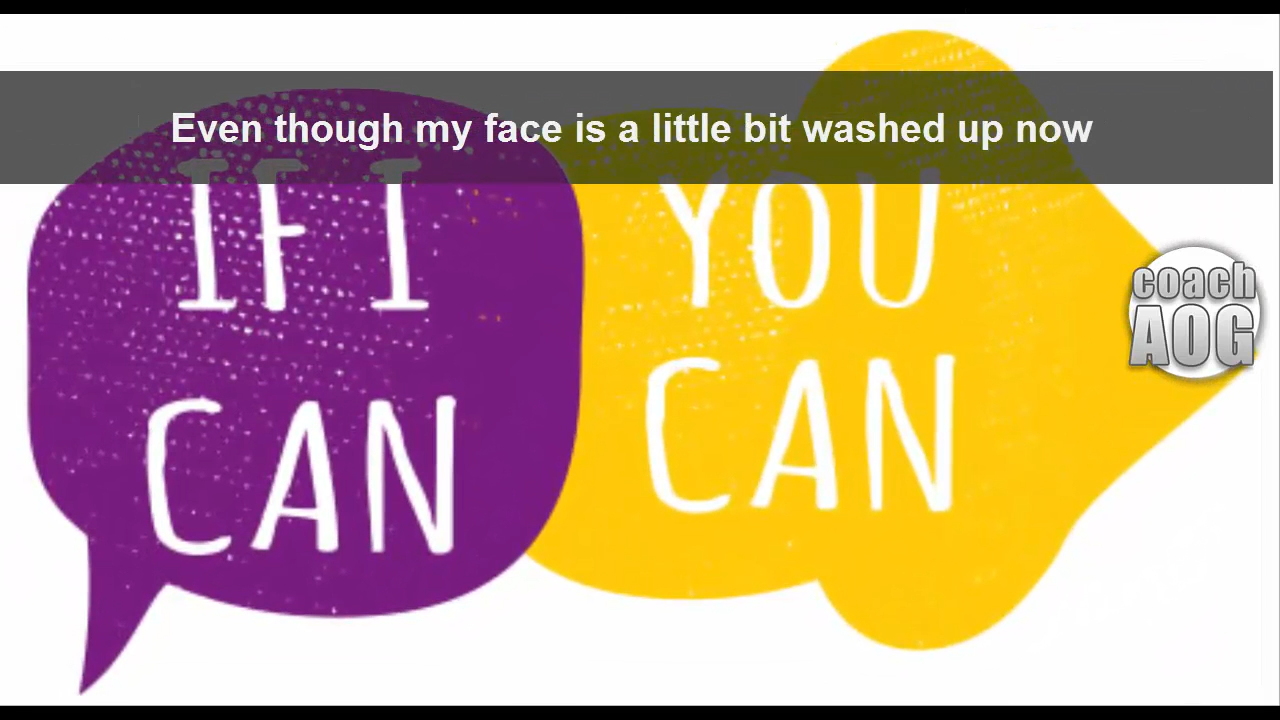 Even though my face is a little bit washed up now
IF I
CAN
YOU
CAN
coach
AOG